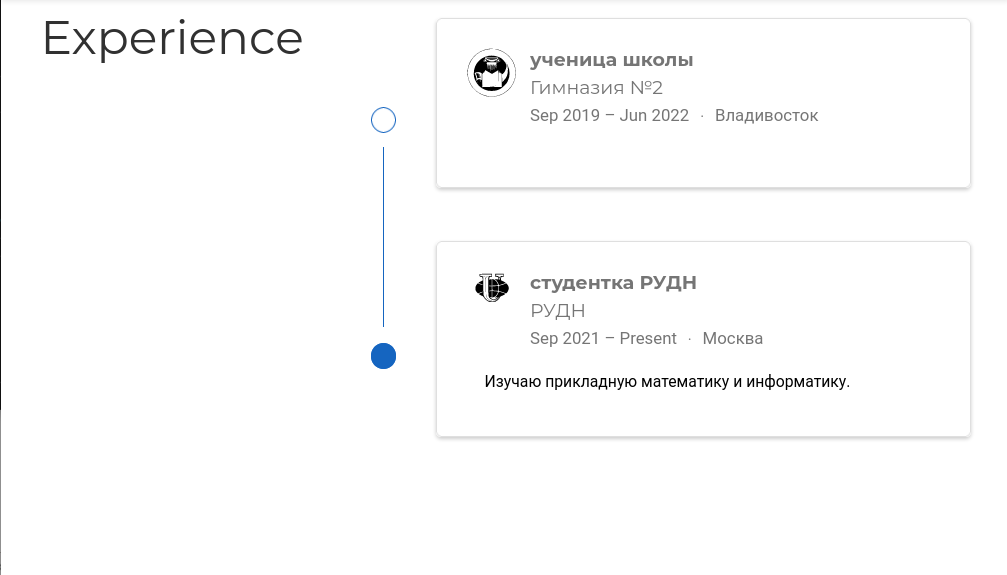 Experience
ученица школы
Гимназия №2
Sep 2019 – Jun 2022 · Владивосток
студентка РУДН
РУДН
Sep 2021 – Present · Москва
Изучаю прикладную математику и информатику.